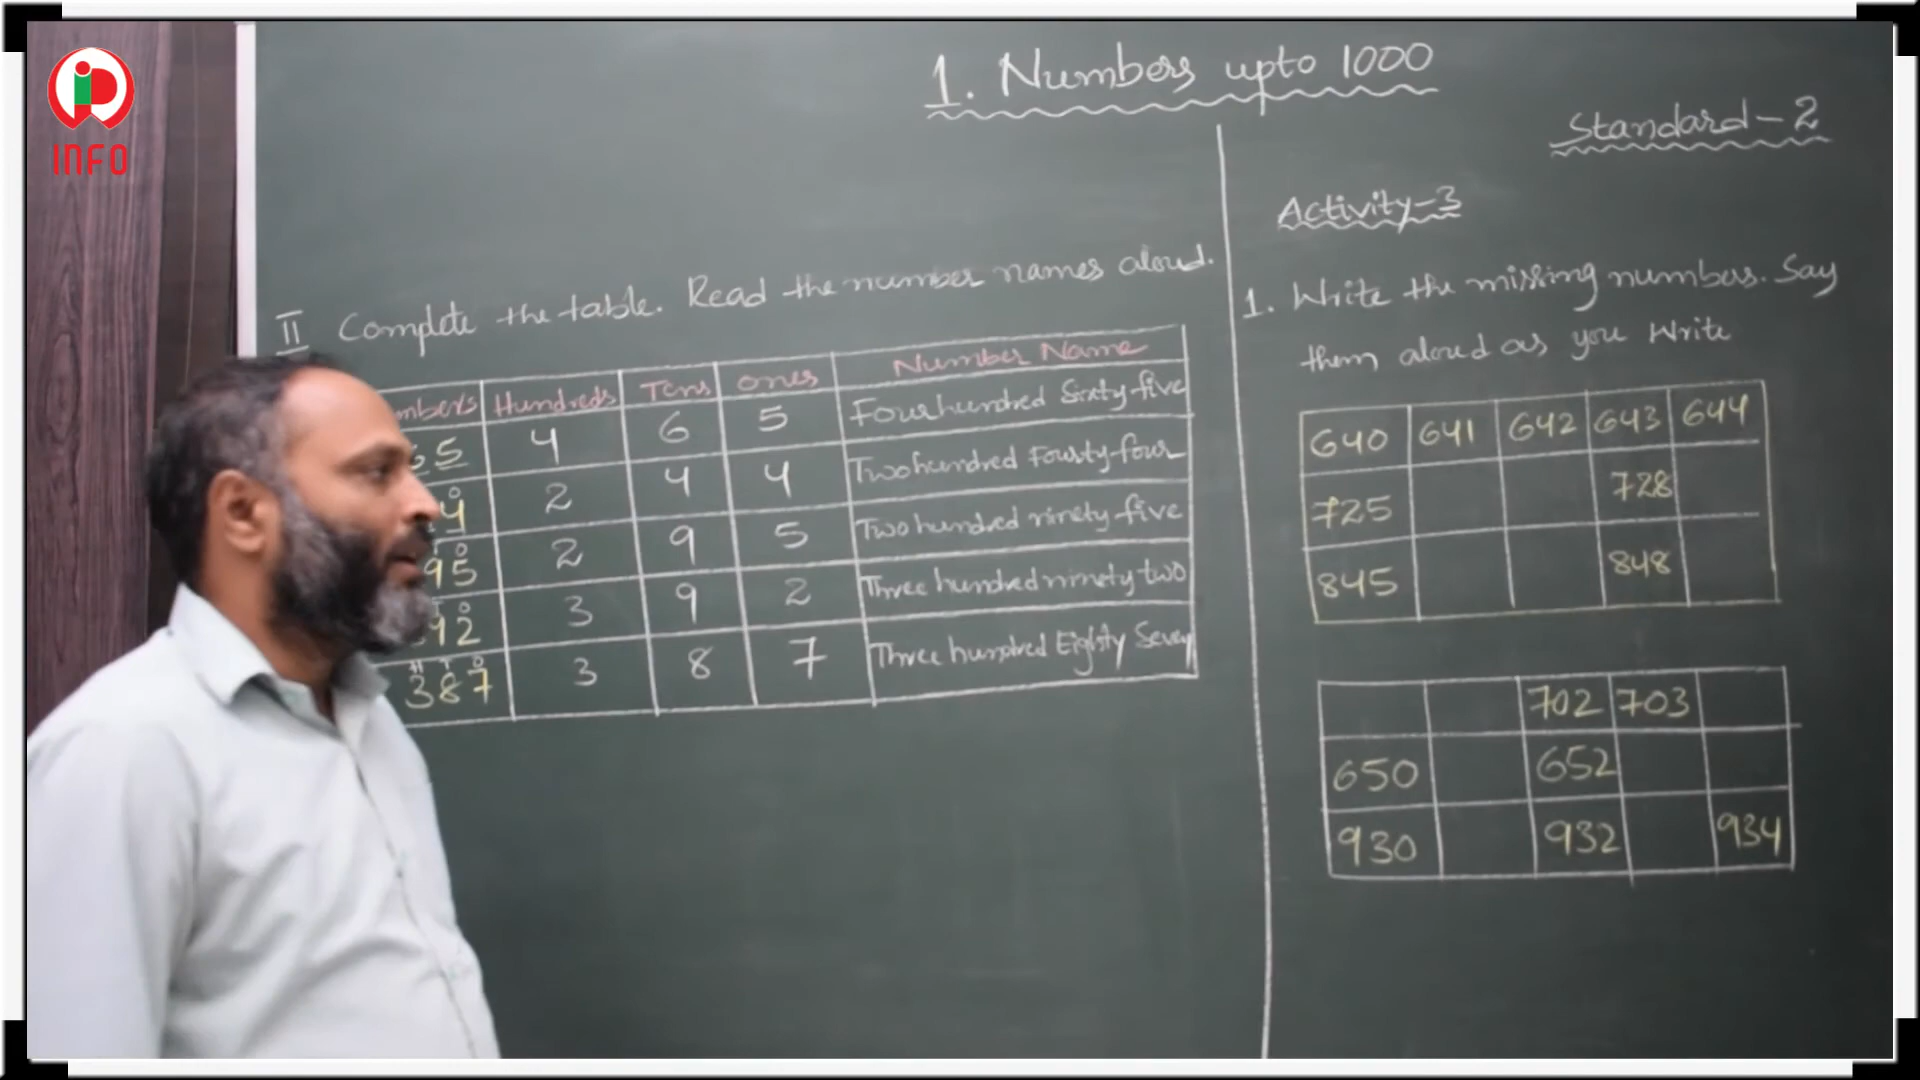 INFO
1. Numbers upto 1000
Standard-2
II Complete the table. Read the number names aloud.
Hundreds Tens ones Number Name
5 4 6 5 Four hundred Sixty-five
4 2 4 4 Two hundred Fourty-four
95 2 9 5 Two hundred ninety-five
92 3 9 2 Three hundred ninety two
H T O
387 3 8 7 Three hundred Eighty Seven
Activity-3
1. Write the missing numbers. Say
them aloud as you Write
640 641 642 643 644
725 728
845 848
702 703
650 652
930 932 934